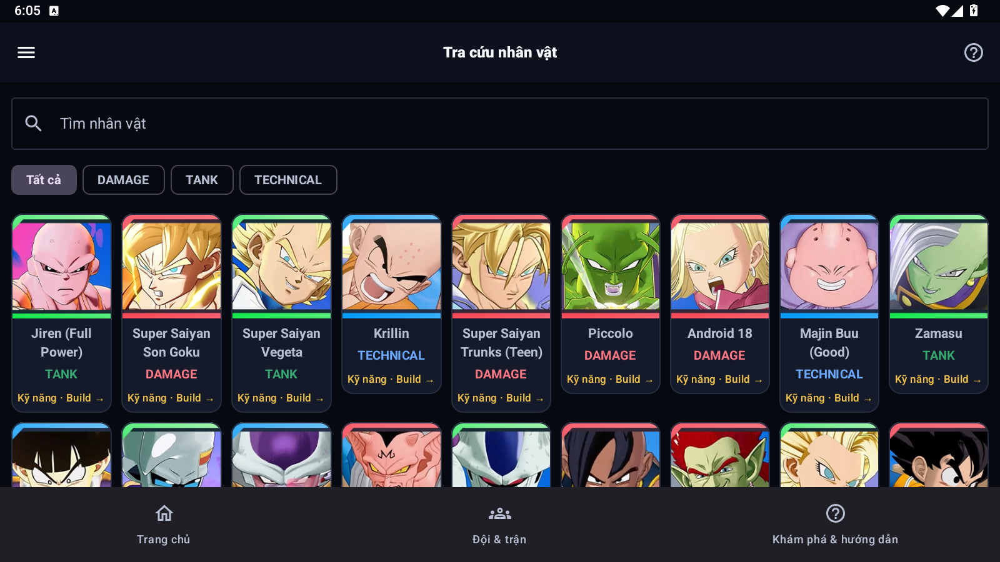 6:05
A
Tra cứu nhân vật
Tìm nhân vật
Tất cả
DAMAGE
TANK
TECHNICAL
Jiren (Full Power)
TANK
Kỹ năng · Build →
Super Saiyan Son Goku
DAMAGE
Kỹ năng · Build →
Super Saiyan Vegeta
TANK
Kỹ năng · Build →
Krillin
TECHNICAL
Kỹ năng · Build →
Super Saiyan Trunks (Teen)
DAMAGE
Kỹ năng · Build →
Piccolo
DAMAGE
Kỹ năng · Build →
Android 18
DAMAGE
Kỹ năng · Build →
Majin Buu (Good)
TECHNICAL
Kỹ năng · Build →
Zamasu
TANK
Kỹ năng · Build →
Trang chủ
Đội & trận
Khám phá & hướng dẫn